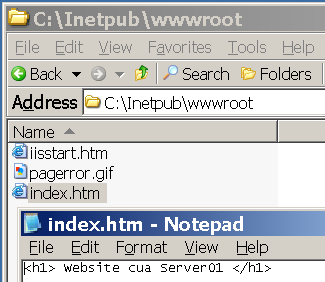 C:\Inetpub\wwwroot
File Edit View Favorites Tools Help
Back Search Folders
Address C:\Inetpub\wwwroot
Name
iisstart.htm
pagerror.gif
index.htm
index.htm - Notepad
File Edit Format View Help
<h1> Website cua Server01 </h1>